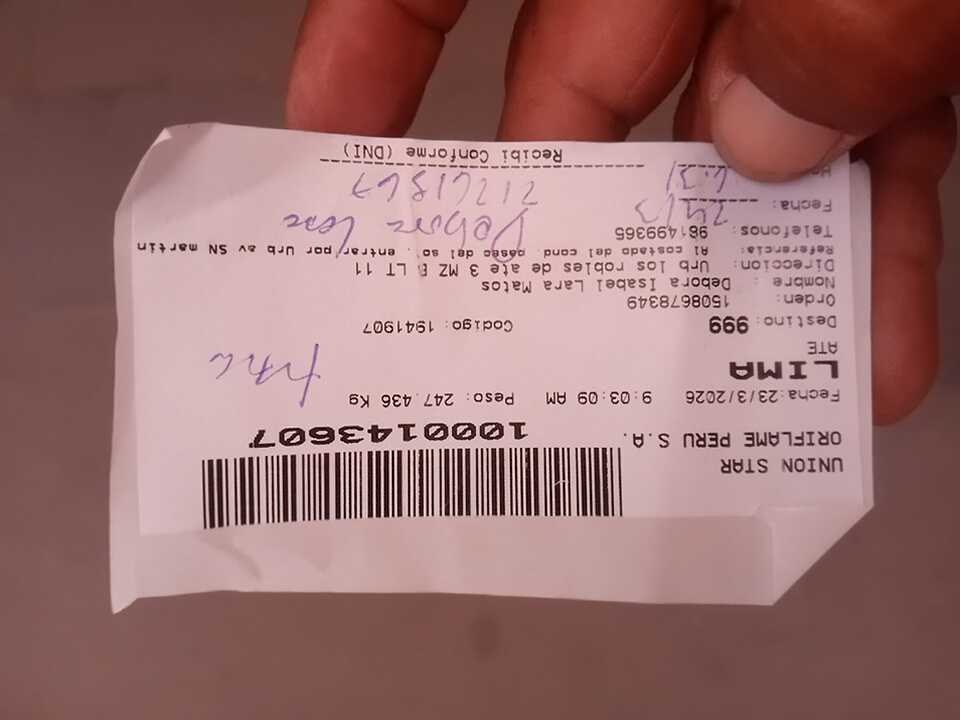 UNION STAR
ORIFLAME PERU S.A.
1000143607
Fecha:23/3/2026 9:03:09 AM Peso: 247.436 Kg
LIMA
ATE
Destino: 999 Codigo: 1941907
Orden: 1508678349
Nombre : Debora Isabel Lara Matos
Direccion: Urb los robles de ate 3 MZ B LT 11
Referencia: Al costado del cond. paseo del sol, entrar por Urb av SN martin
Telefonos: 981499365
Fecha: 24/3
Recibi Conforme (DNI)